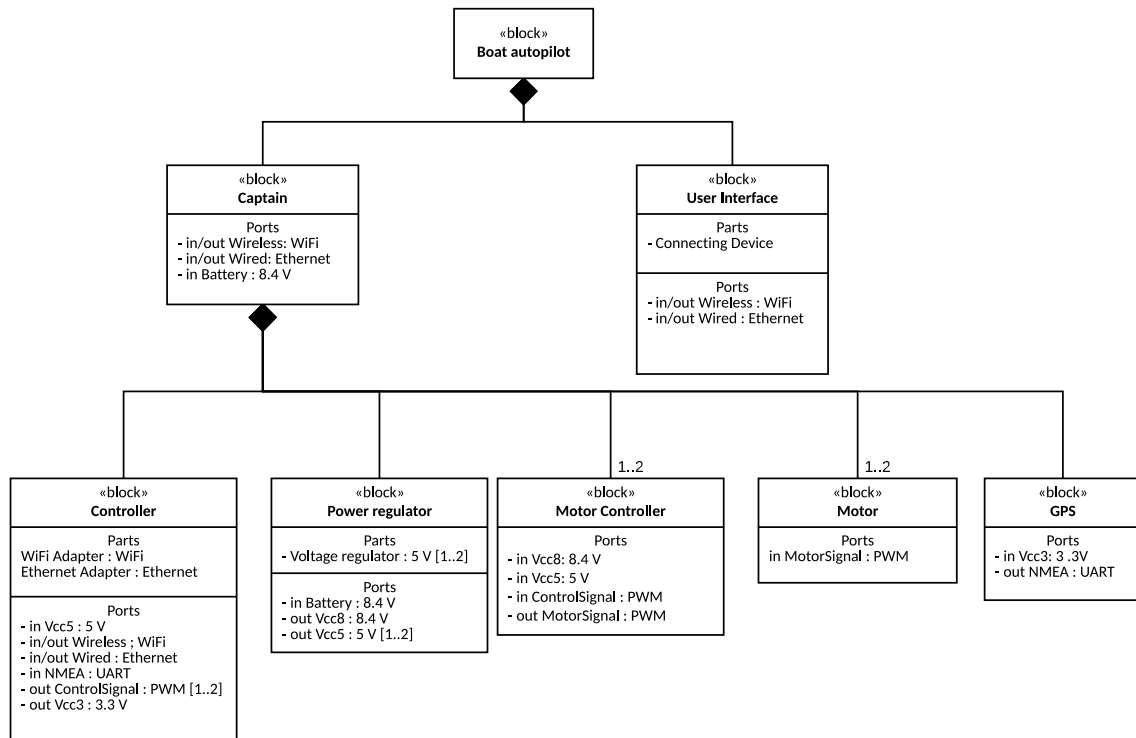 «block»
Boat autopilot
«block»
Captain
Ports
- in/out Wireless: WiFi
- in/out Wired: Ethernet
- in Battery : 8.4 V
«block»
User Interface
Parts
- Connecting Device
Ports
- in/out Wireless : WiFi
- in/out Wired : Ethernet
«block»
Controller
Parts
WiFi Adapter : WiFi
Ethernet Adapter : Ethernet
Ports
- in Vcc5 : 5 V
- in/out Wireless ; WiFi
- in/out Wired : Ethernet
- in NMEA : UART
- out ControlSignal : PWM [1..2]
- out Vcc3 : 3.3 V
«block»
Power regulator
Parts
- Voltage regulator : 5 V [1..2]
Ports
- in Battery : 8.4 V
- out Vcc8 : 8.4 V
- out Vcc5 : 5 V [1..2]
1..2
«block»
Motor Controller
Ports
- in Vcc8: 8.4 V
- in Vcc5: 5 V
- in ControlSignal : PWM
- out MotorSignal : PWM
1..2
«block»
Motor
Ports
in MotorSignal : PWM
«block»
GPS
Ports
- in Vcc3: 3 .3V
- out NMEA : UART